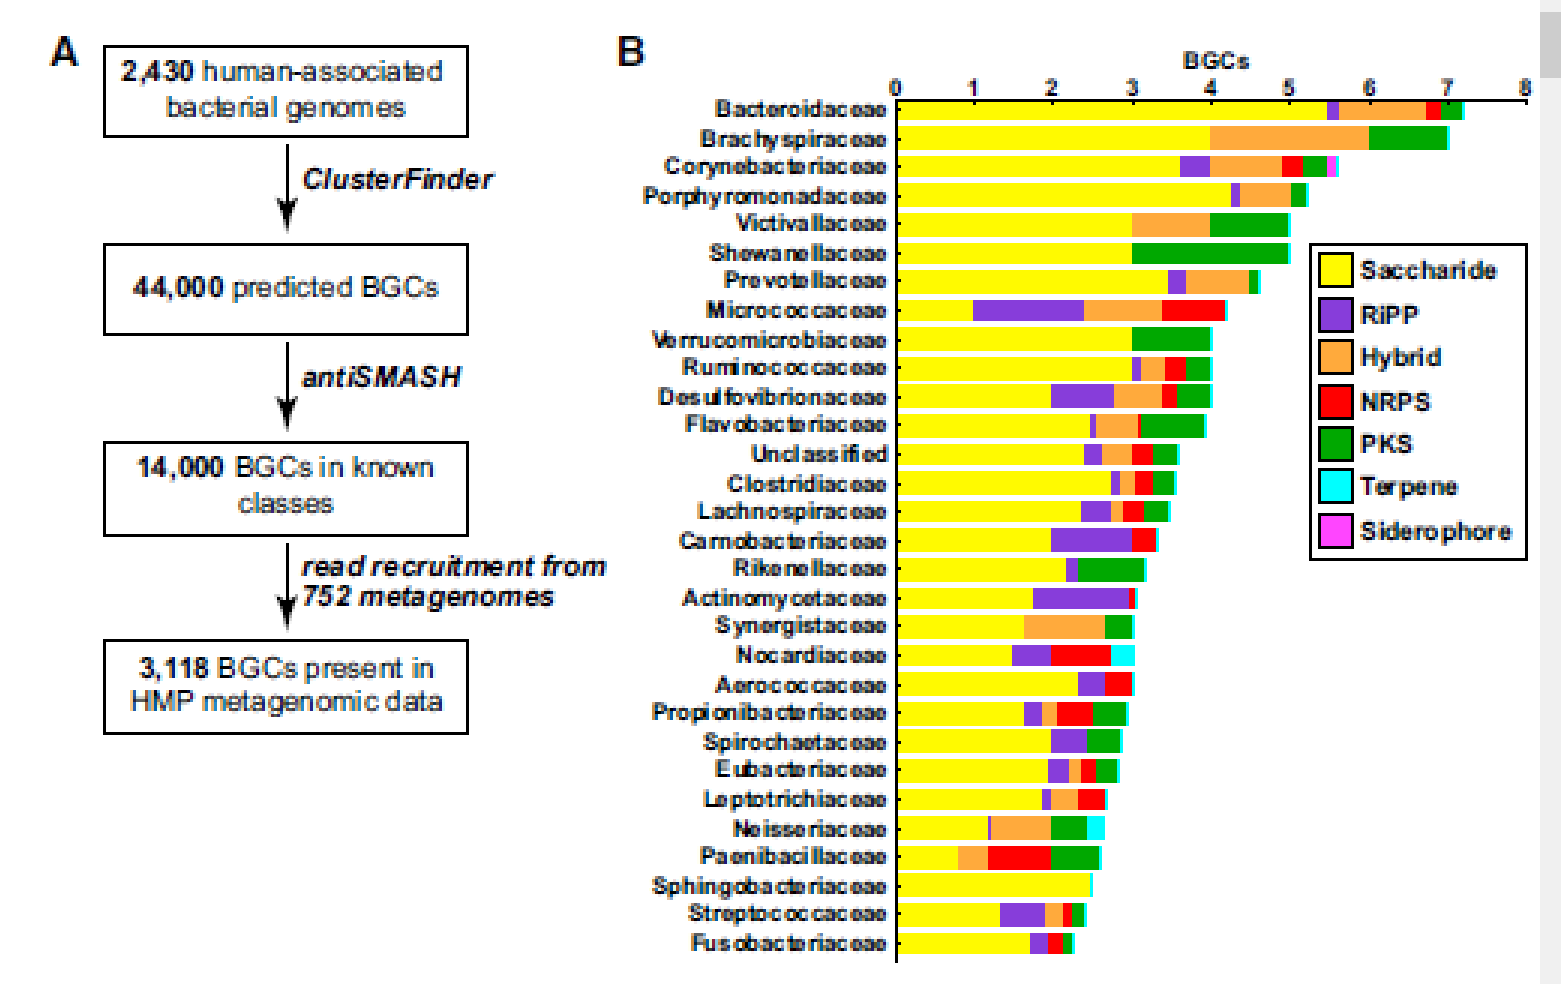 A
2,430 human-associated
bacterial genomes
ClusterFinder
44,000 predicted BGCs
antiSMASH
14,000 BGCs in known
classes
read recruitment from
752 metagenomes
3,118 BGCs present in
HMP metagenomic data
B
BGCs
0 1 2 3 4 5 6 7 8
Bacteroidaceae
Brachyspiraceae
Corynebacteriaceae
Porphyromonadaceae
Victivallaceae
Shewanellaceae
Prevotellaceae
Micrococcaceae
Verrucomicrobiaceae
Ruminococcaceae
Desulfovibrionaceae
Flavobacteriaceae
Unclassified
Clostridiaceae
Lachnospiraceae
Carnobacteriaceae
Rikenellaceae
Actinomycetaceae
Synergistaceae
Nocardiaceae
Aerococcaceae
Propionibacteriaceae
Spirochaetaceae
Eubacteriaceae
Leptotrichiaceae
Neisseriaceae
Paenibacillaceae
Sphingobacteriaceae
Streptococcaceae
Fusobacteriaceae
Saccharide
RiPP
Hybrid
NRPS
PKS
Terpene
Siderophore